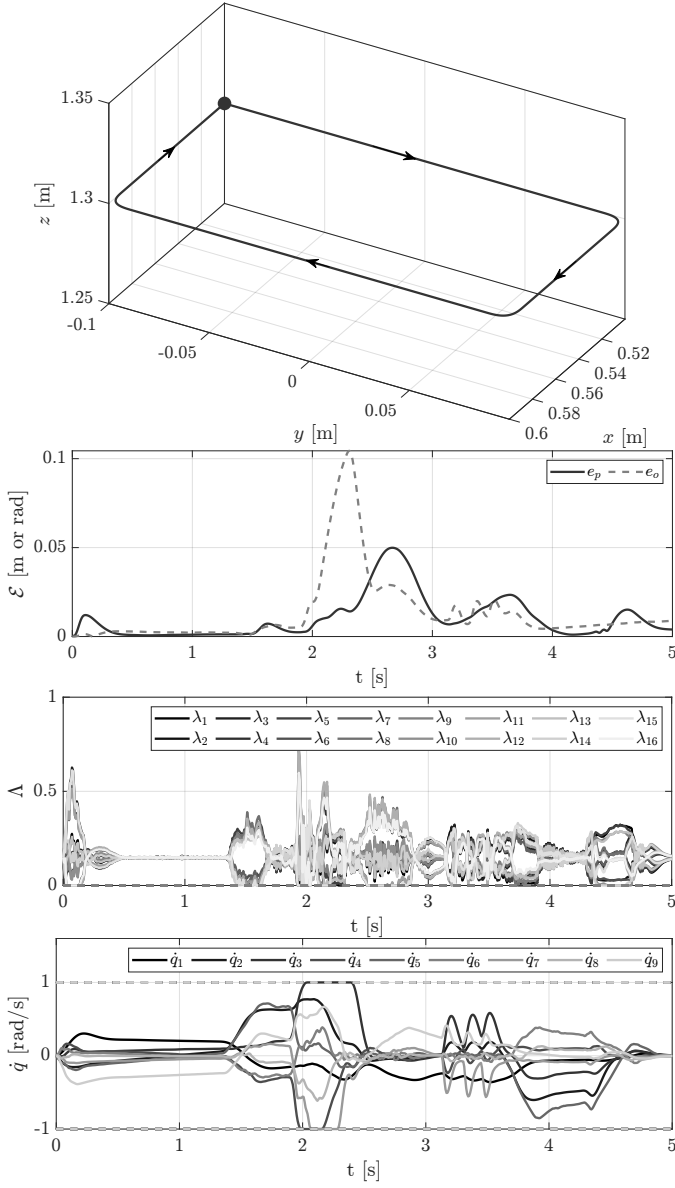 1.35
1.3
1.25
z [m]
-0.1
-0.05
0
0.05
0.52
0.54
0.56
0.58
0.6
y [m]
x [m]
0.1
0.05
0
ℰ [m or rad]
e_p e_o
0 1 2 3 4 5
t [s]
1
0.5
0
Λ
λ_1 λ_3 λ_5 λ_7 λ_9 λ_11 λ_13 λ_15
λ_2 λ_4 λ_6 λ_8 λ_10 λ_12 λ_14 λ_16
0 1 2 3 4 5
t [s]
1
0
-1
q̇ [rad/s]
q̇_1 q̇_2 q̇_3 q̇_4 q̇_5 q̇_6 q̇_7 q̇_8 q̇_9
0 1 2 3 4 5
t [s]